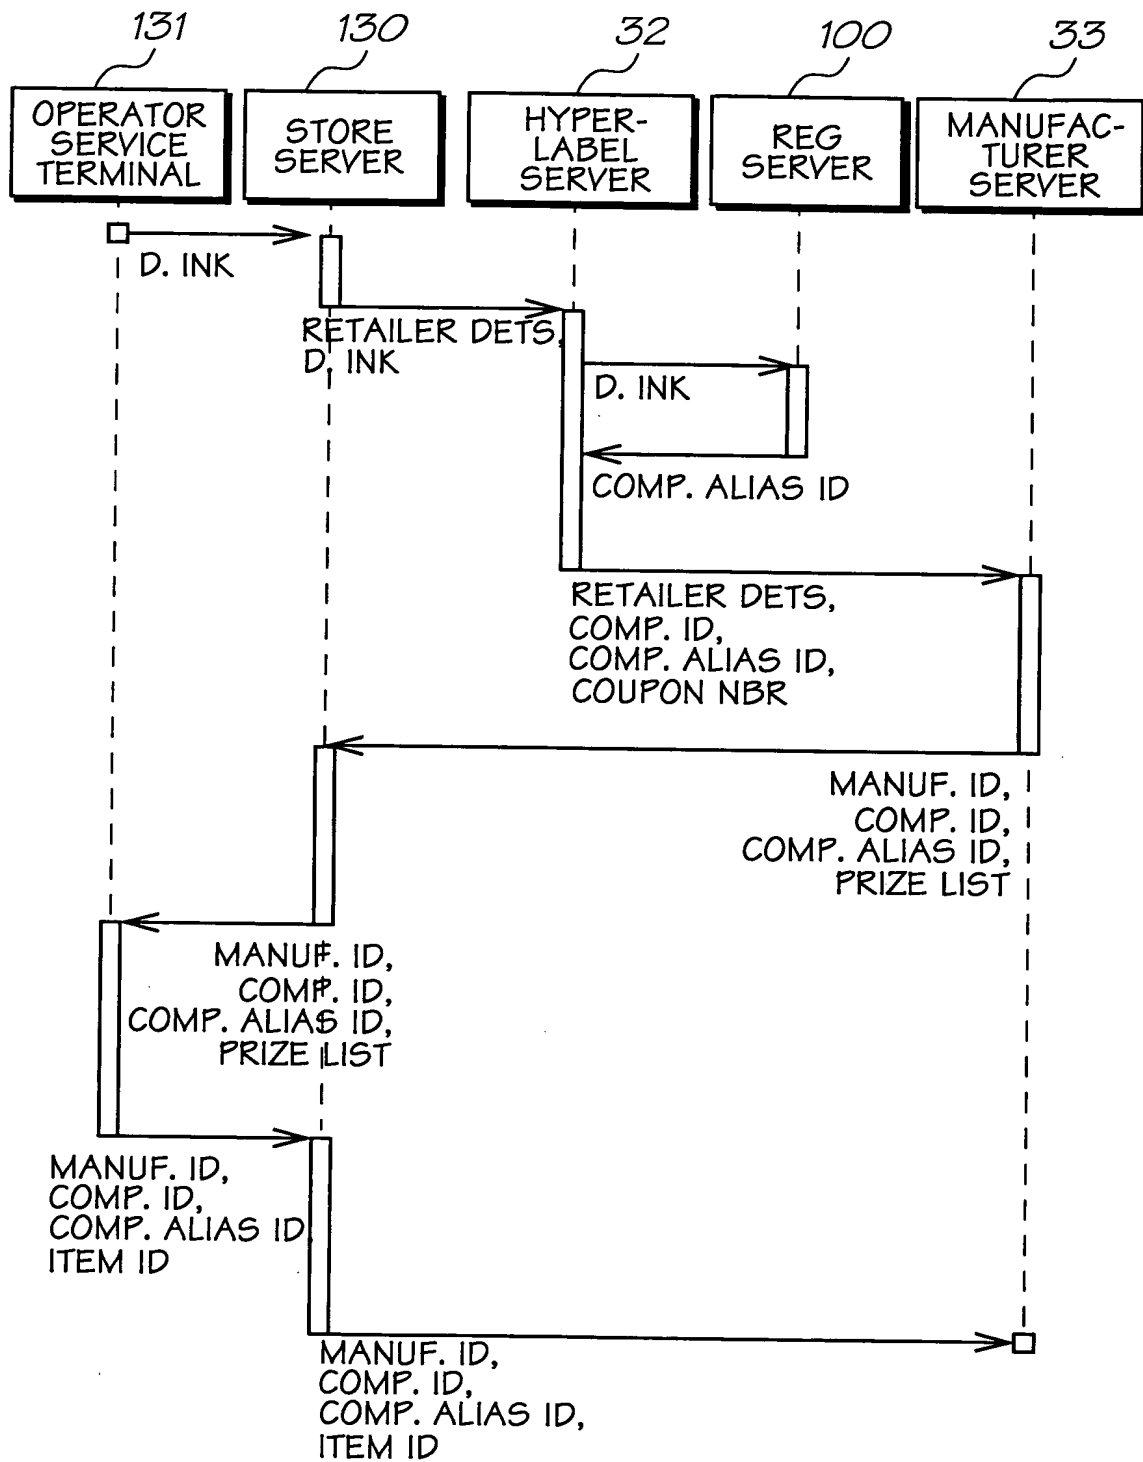 131
130
32
100
33
OPERATOR
SERVICE
TERMINAL
STORE
SERVER
HYPER-
LABEL
SERVER
REG
SERVER
MANUFAC-
TURER
SERVER
D. INK
RETAILER DETS,
D. INK
D. INK
COMP. ALIAS ID
RETAILER DETS,
COMP. ID,
COMP. ALIAS ID,
COUPON NBR
MANUF. ID,
COMP. ID,
COMP. ALIAS ID,
PRIZE LIST
MANUF. ID,
COMP. ID,
COMP. ALIAS ID,
PRIZE LIST
MANUF. ID,
COMP. ID,
COMP. ALIAS ID
ITEM ID
MANUF. ID,
COMP. ID,
COMP. ALIAS ID,
ITEM ID